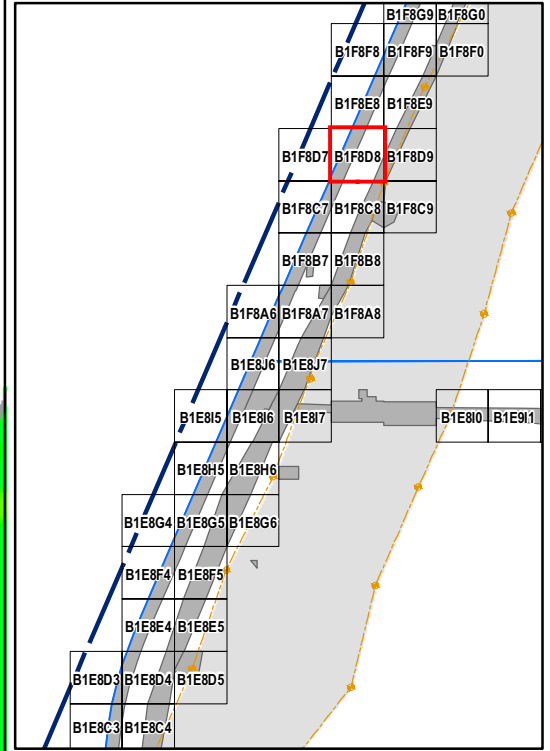 B1F8G9 B1F8G0
B1F8F8 B1F8F9 B1F8F0
B1F8E8 B1F8E9
B1F8D7 B1F8D8 B1F8D9
B1F8C7 B1F8C8 B1F8C9
B1F8B7 B1F8B8
B1F8A6 B1F8A7 B1F8A8
B1E8J6 B1E8J7
B1E8I5 B1E8I6 B1E8I7 B1E8I0 B1E9I1
B1E8H5 B1E8H6
B1E8G4 B1E8G5 B1E8G6
B1E8F4 B1E8F5
B1E8E4 B1E8E5
B1E8D3 B1E8D4 B1E8D5
B1E8C3 B1E8C4